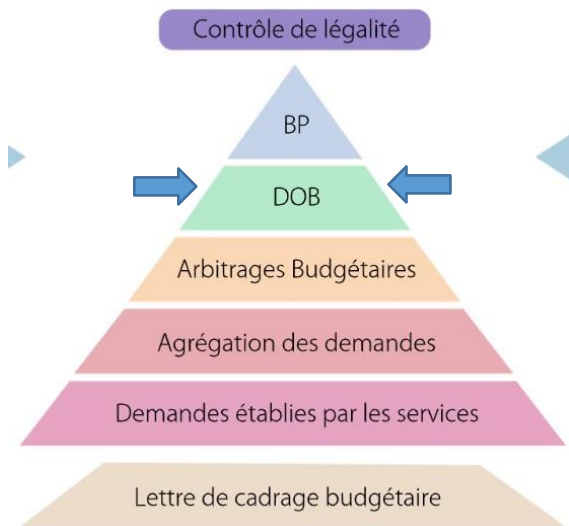 Contrôle de légalité
BP
DOB
Arbitrages Budgétaires
Agrégation des demandes
Demandes établies par les services
Lettre de cadrage budgétaire